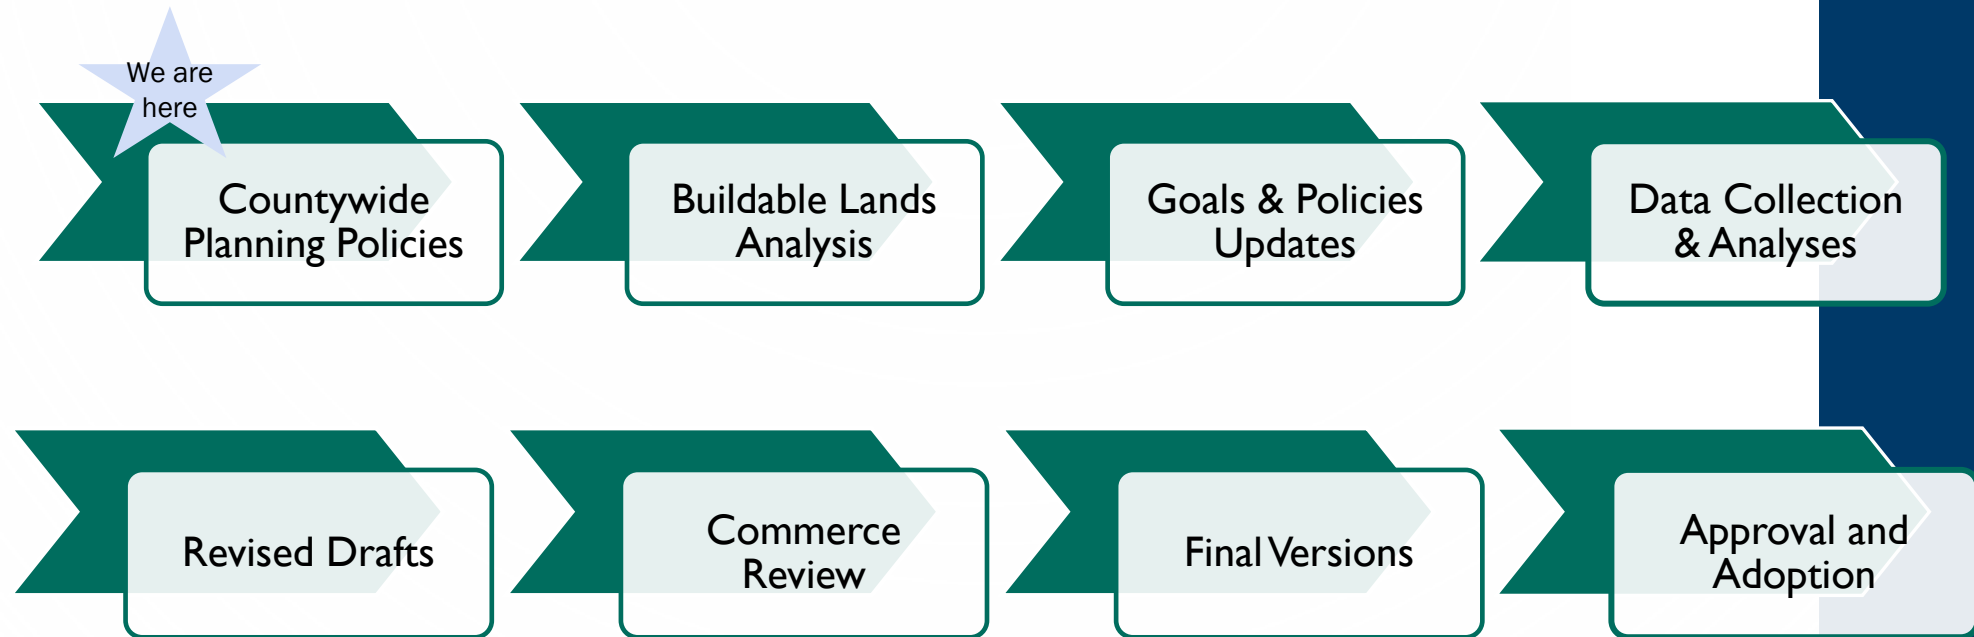 We are
here
Countywide
Planning Policies
Buildable Lands
Analysis
Goals & Policies
Updates
Data Collection
& Analyses
Revised Drafts
Commerce
Review
Final Versions
Approval and
Adoption